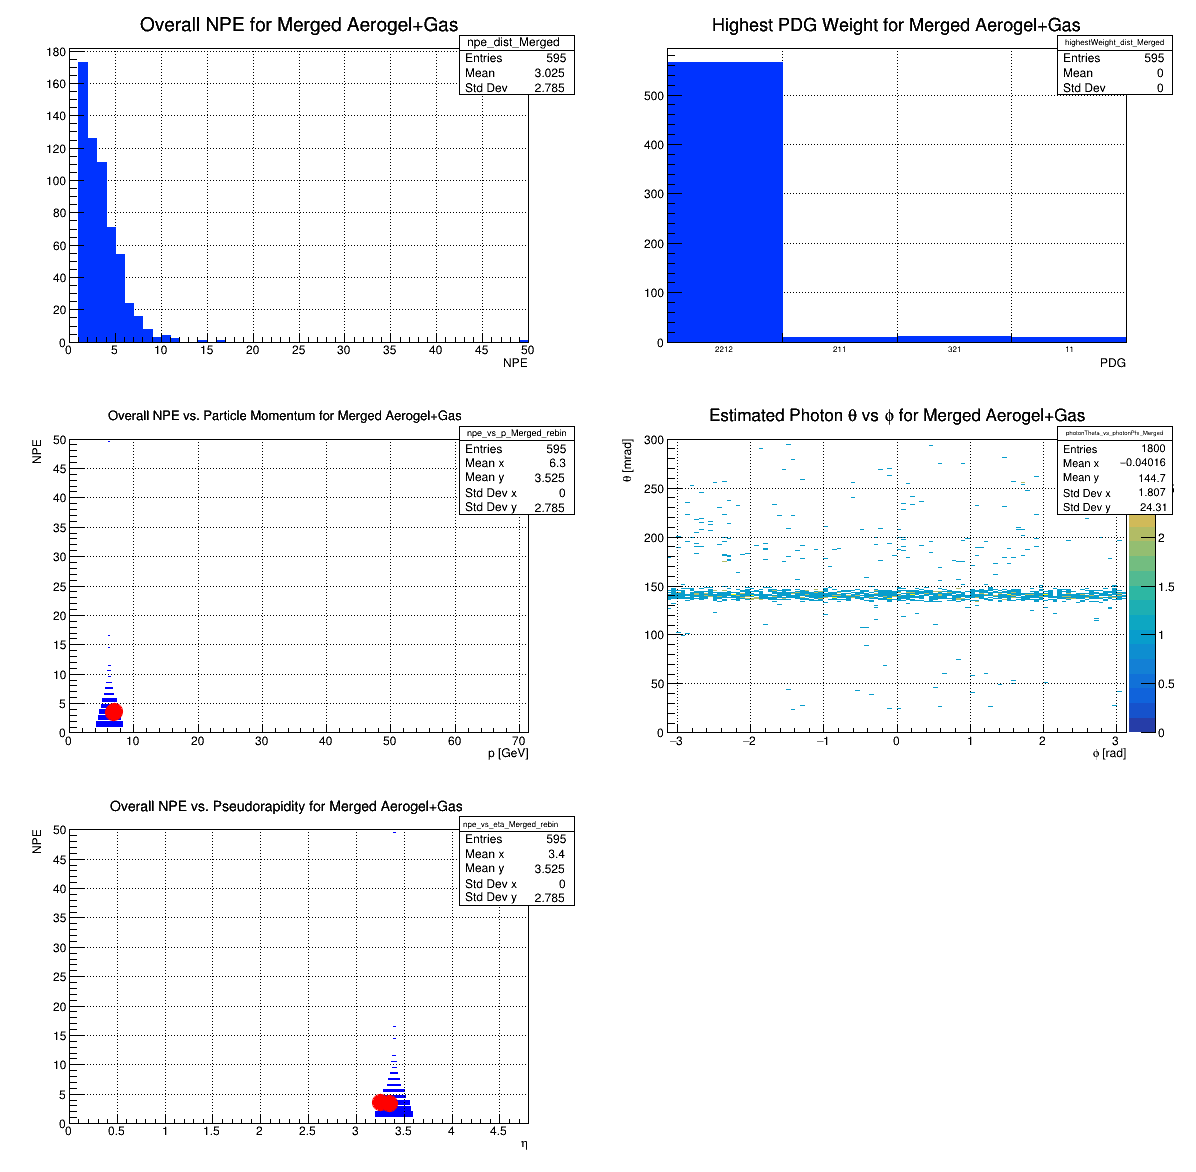 Overall NPE for Merged Aerogel+Gas
npe_dist_Merged
Entries 595
Mean 3.025
Std Dev 2.785
180
160
140
120
100
80
60
40
20
0
0 5 10 15 20 25 30 35 40 45 50
NPE
Highest PDG Weight for Merged Aerogel+Gas
highestWeight_dist_Merged
Entries 595
Mean 0
Std Dev 0
500
400
300
200
100
0
2212 211 321 11
PDG
Overall NPE vs. Particle Momentum for Merged Aerogel+Gas
npe_vs_p_Merged_rebin
Entries 595
Mean x 6.3
Mean y 3.525
Std Dev x 0
Std Dev y 2.785
NPE
50
45
40
35
30
25
20
15
10
5
0
0 10 20 30 40 50 60 70
p [GeV]
Estimated Photon θ vs ϕ for Merged Aerogel+Gas
photonTheta_vs_photonPhi_Merged
Entries 1800
Mean x −0.04016
Mean y 144.7
Std Dev x 1.807
Std Dev y 24.31
θ [mrad]
300
250
200
150
100
50
0
−3 −2 −1 0 1 2 3
ϕ [rad]
2
1.5
1
0.5
0
Overall NPE vs. Pseudorapidity for Merged Aerogel+Gas
npe_vs_eta_Merged_rebin
Entries 595
Mean x 3.4
Mean y 3.525
Std Dev x 0
Std Dev y 2.785
NPE
50
45
40
35
30
25
20
15
10
5
0
0 0.5 1 1.5 2 2.5 3 3.5 4 4.5
η